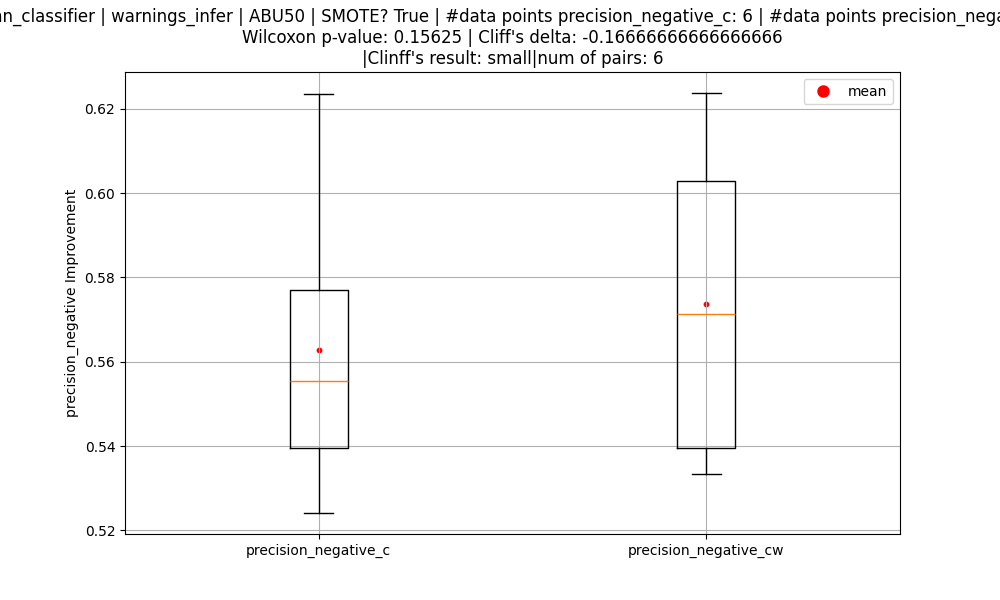 | warnings_infer | ABU50 | SMOTE? True | #data points precision_negative_c: 6 | #data points
Wilcoxon p-value: 0.15625 | Cliff's delta: -0.16666666666666666
|Clinff's result: small|num of pairs: 6
mean
0.62
0.60
0.58
0.56
0.54
0.52
precision_negative Improvement
precision_negative_c
precision_negative_cw